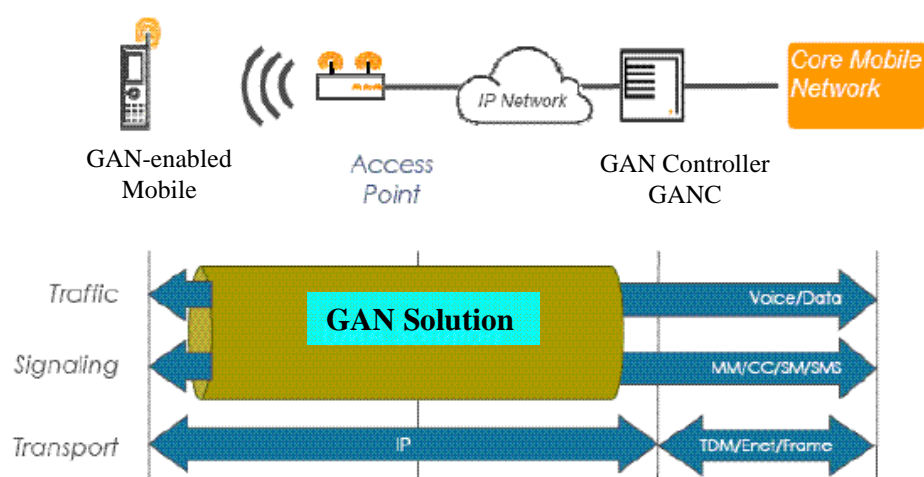 Core Mobile
Network
IP Network
GAN-enabled
Mobile
Access
Point
GAN Controller
GANC
Traffic
GAN Solution
Voice/Data
Signaling
MM/CC/SM/SMS
Transport
IP
TDM/Enet/Frame